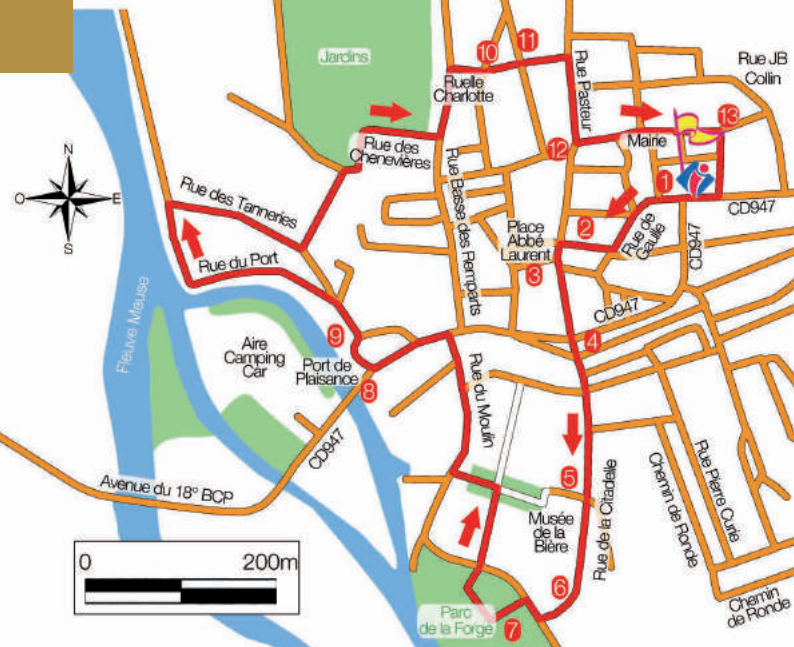 Jardins
10
11
Ruelle
Charlotte
Rue Pasteur
Rue JB
Collin
13
Mairie
12
Rue des
Chenevières
1
N
O
E
S
Rue des Tanneries
Rue Basse des Remparts
Place
Abbé
Laurent
2
Rue de
Gaulle
CD947
CD947
3
Rue du Port
Fleuve Meuse
CD947
4
9
Aire
Camping
Car
Port de
Plaisance
8
Rue du Moulin
CD947
Avenue du 18º BCP
5
Musée
de la
Bière
Rue de la Citadelle
Chemin de Ronde
Rue Pierre Curie
0
200m
6
7
Parc
de la Forge
Chemin
de Ronde